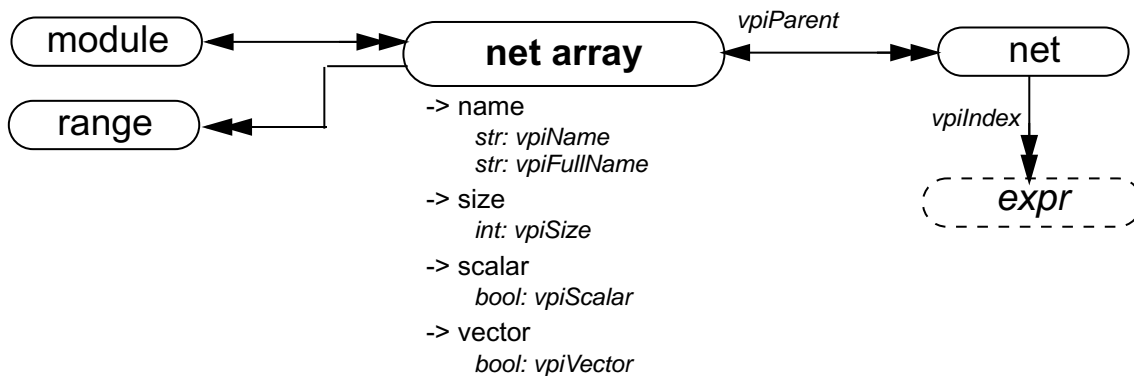 module
net array
vpiParent
net
range
-> name
str: vpiName
str: vpiFullName
-> size
int: vpiSize
-> scalar
bool: vpiScalar
-> vector
bool: vpiVector
vpiIndex
expr